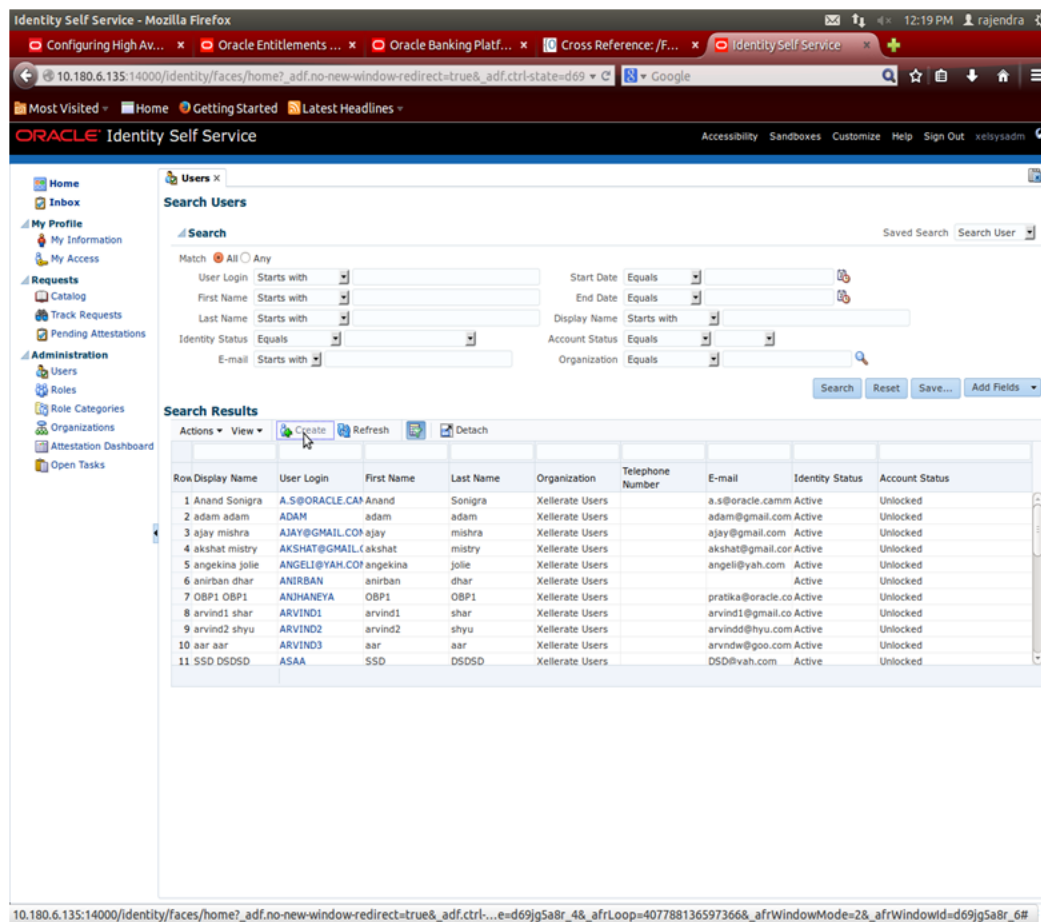 Identity Self Service - Mozilla Firefox 12:19 PM rajendra
Configuring High Av... × Oracle Entitlements ... × Oracle Banking Platf... × Cross Reference: /F... × Identity Self Service ×
10.180.6.135:14000/identity/faces/home?_adf.no-new-window-redirect=true&_adf.ctrl-state=d69 Google
Most Visited Home Getting Started Latest Headlines
ORACLE Identity Self Service Accessibility Sandboxes Customize Help Sign Out xelsysadm
Home
Inbox
My Profile
My Information
My Access
Requests
Catalog
Track Requests
Pending Attestations
Administration
Users
Roles
Role Categories
Organizations
Attestation Dashboard
Open Tasks
Users ×
Search Users
Search Saved Search Search User
Match All Any
User Login Starts with Start Date Equals
First Name Starts with End Date Equals
Last Name Starts with Display Name Starts with
Identity Status Equals Account Status Equals
E-mail Starts with Organization Equals
Search Reset Save... Add Fields
Search Results
Actions View Create Refresh Detach
Row Display Name User Login First Name Last Name Organization Telephone Number E-mail Identity Status Account Status
1 Anand Sonigra A.S@ORACLE.CAM Anand Sonigra Xellerate Users a.s@oracle.camm Active Unlocked
2 adam adam ADAM adam adam Xellerate Users adam@gmail.com Active Unlocked
3 ajay mishra AJAY@GMAIL.COM ajay mishra Xellerate Users ajay@gmail.com Active Unlocked
4 akshat mistry AKSHAT@GMAIL.C akshat mistry Xellerate Users akshat@gmail.cor Active Unlocked
5 angekina jolie ANGELI@YAH.COM angekina jolie Xellerate Users angeli@yah.com Active Unlocked
6 anirban dhar ANIRBAN anirban dhar Xellerate Users Active Unlocked
7 OBP1 OBP1 ANJHANEYA OBP1 OBP1 Xellerate Users pratika@oracle.co Active Unlocked
8 arvind1 shar ARVIND1 arvind1 shar Xellerate Users arvind1@gmail.co Active Unlocked
9 arvind2 shyu ARVIND2 arvind2 shyu Xellerate Users arvindd@hyu.com Active Unlocked
10 aar aar ARVIND3 aar aar Xellerate Users arvndw@goo.com Active Unlocked
11 SSD DSDSD ASAA SSD DSDSD Xellerate Users DSD@yah.com Active Unlocked
10.180.6.135:14000/identity/faces/home?_adf.no-new-window-redirect=true&_adf.ctrl-...e=d69jg5a8r_4&_afrLoop=407788136597366&_afrWindowMode=2&_afrWindowId=d69jg5a8r_6#